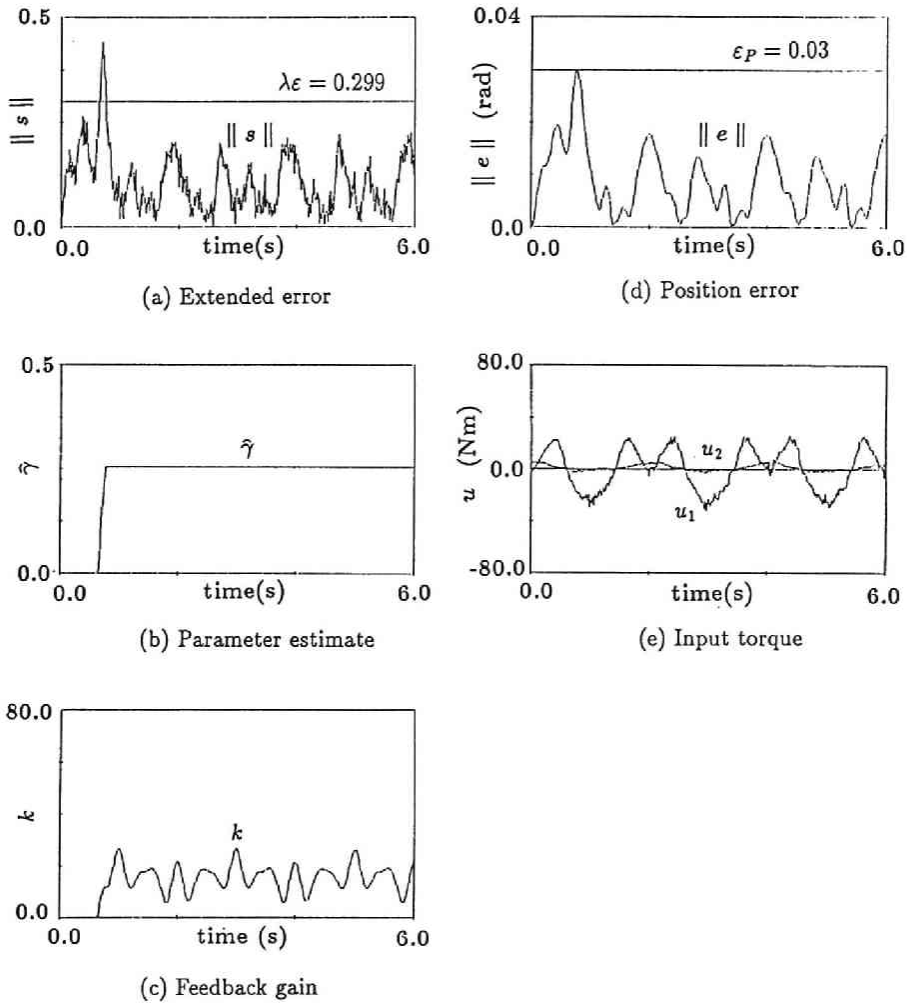 0.5
λε = 0.299
|| s ||
|| s ||
0.0
0.0
time(s)
6.0
(a) Extended error
0.04
ε_P = 0.03
|| e || (rad)
|| e ||
0.0
0.0
time(s)
6.0
(d) Position error
0.5
γ̂
γ̂
0.0
0.0
time(s)
6.0
(b) Parameter estimate
80.0
u (Nm)
u₂
0.0
u₁
-80.0
0.0
time(s)
6.0
(e) Input torque
80.0
k
k
0.0
0.0
time (s)
6.0
(c) Feedback gain